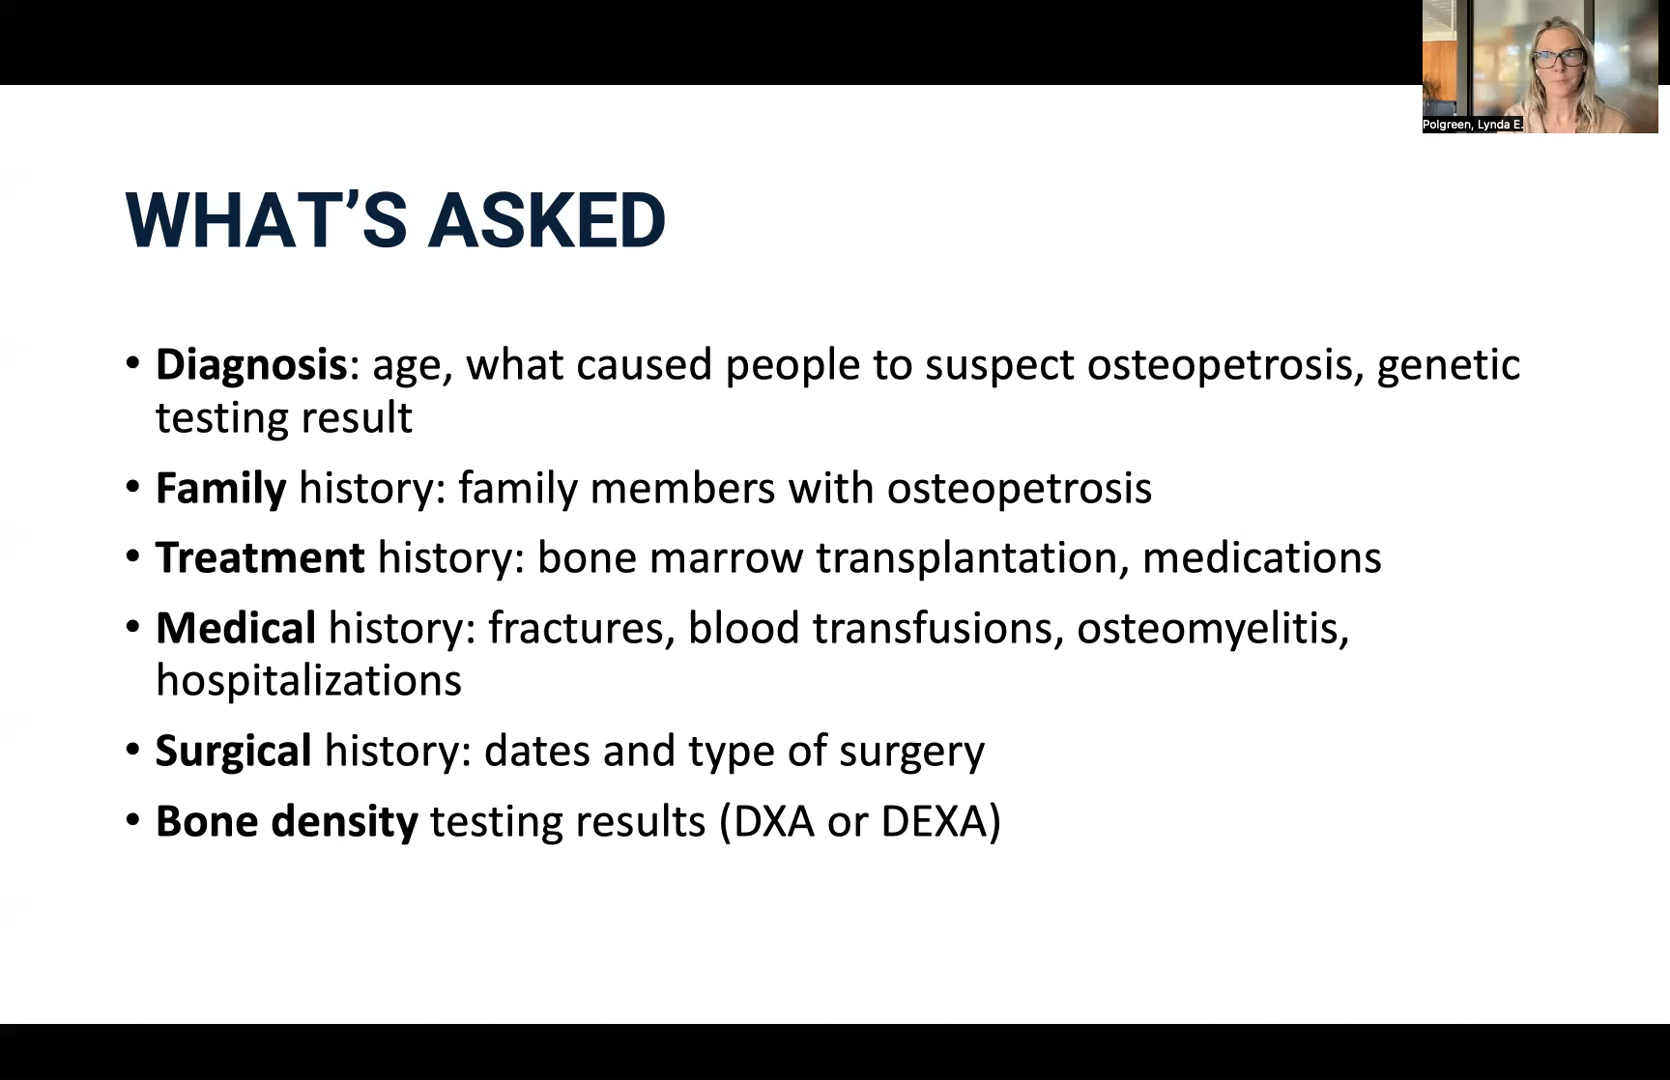 Polgreen, Lynda E.
WHAT’S ASKED
• Diagnosis: age, what caused people to suspect osteopetrosis, genetic
testing result
• Family history: family members with osteopetrosis
• Treatment history: bone marrow transplantation, medications
• Medical history: fractures, blood transfusions, osteomyelitis,
hospitalizations
• Surgical history: dates and type of surgery
• Bone density testing results (DXA or DEXA)